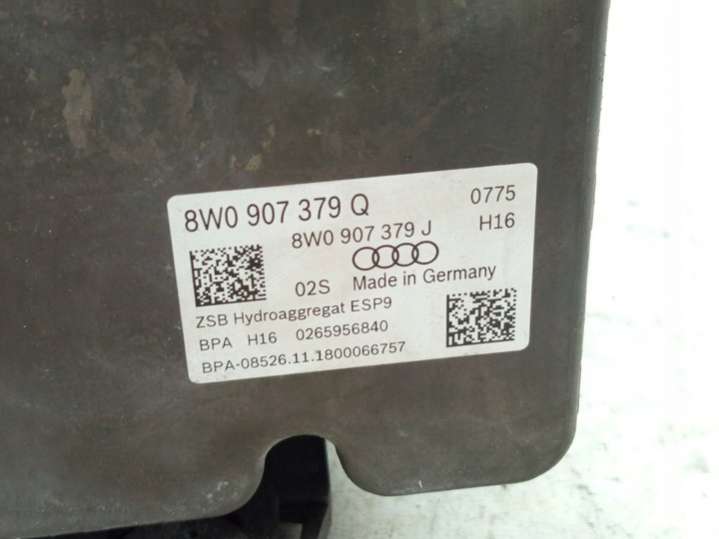 8W0 907 379 Q 0775
8W0 907 379 J H16
02S Made in Germany
ZSB Hydroaggregat ESP9
BPA H16 0265956840
BPA-08526.11.1800066757